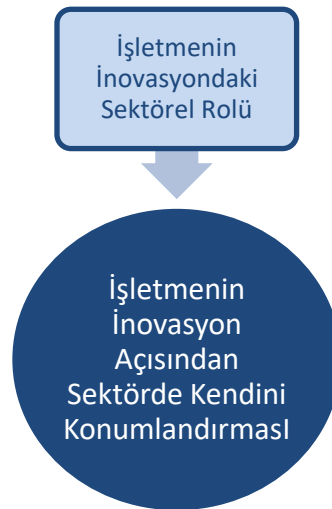 İşletmenin
İnovasyondaki
Sektörel Rolü
İşletmenin
İnovasyon
Açısından
Sektörde Kendini
KonumlandırmasI